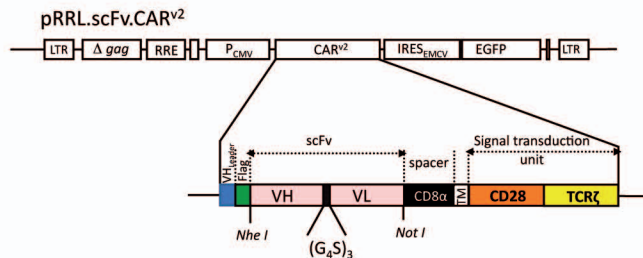 pRRL.scFv.CARv2
LTR Δ gag RRE PCMV CARv2 IRESEMCV EGFP LTR
VHLeader Flag scFv spacer Signal transduction unit
VH VL CD8α TM CD28 TCRζ
Nhe I Not I
(G4S)3